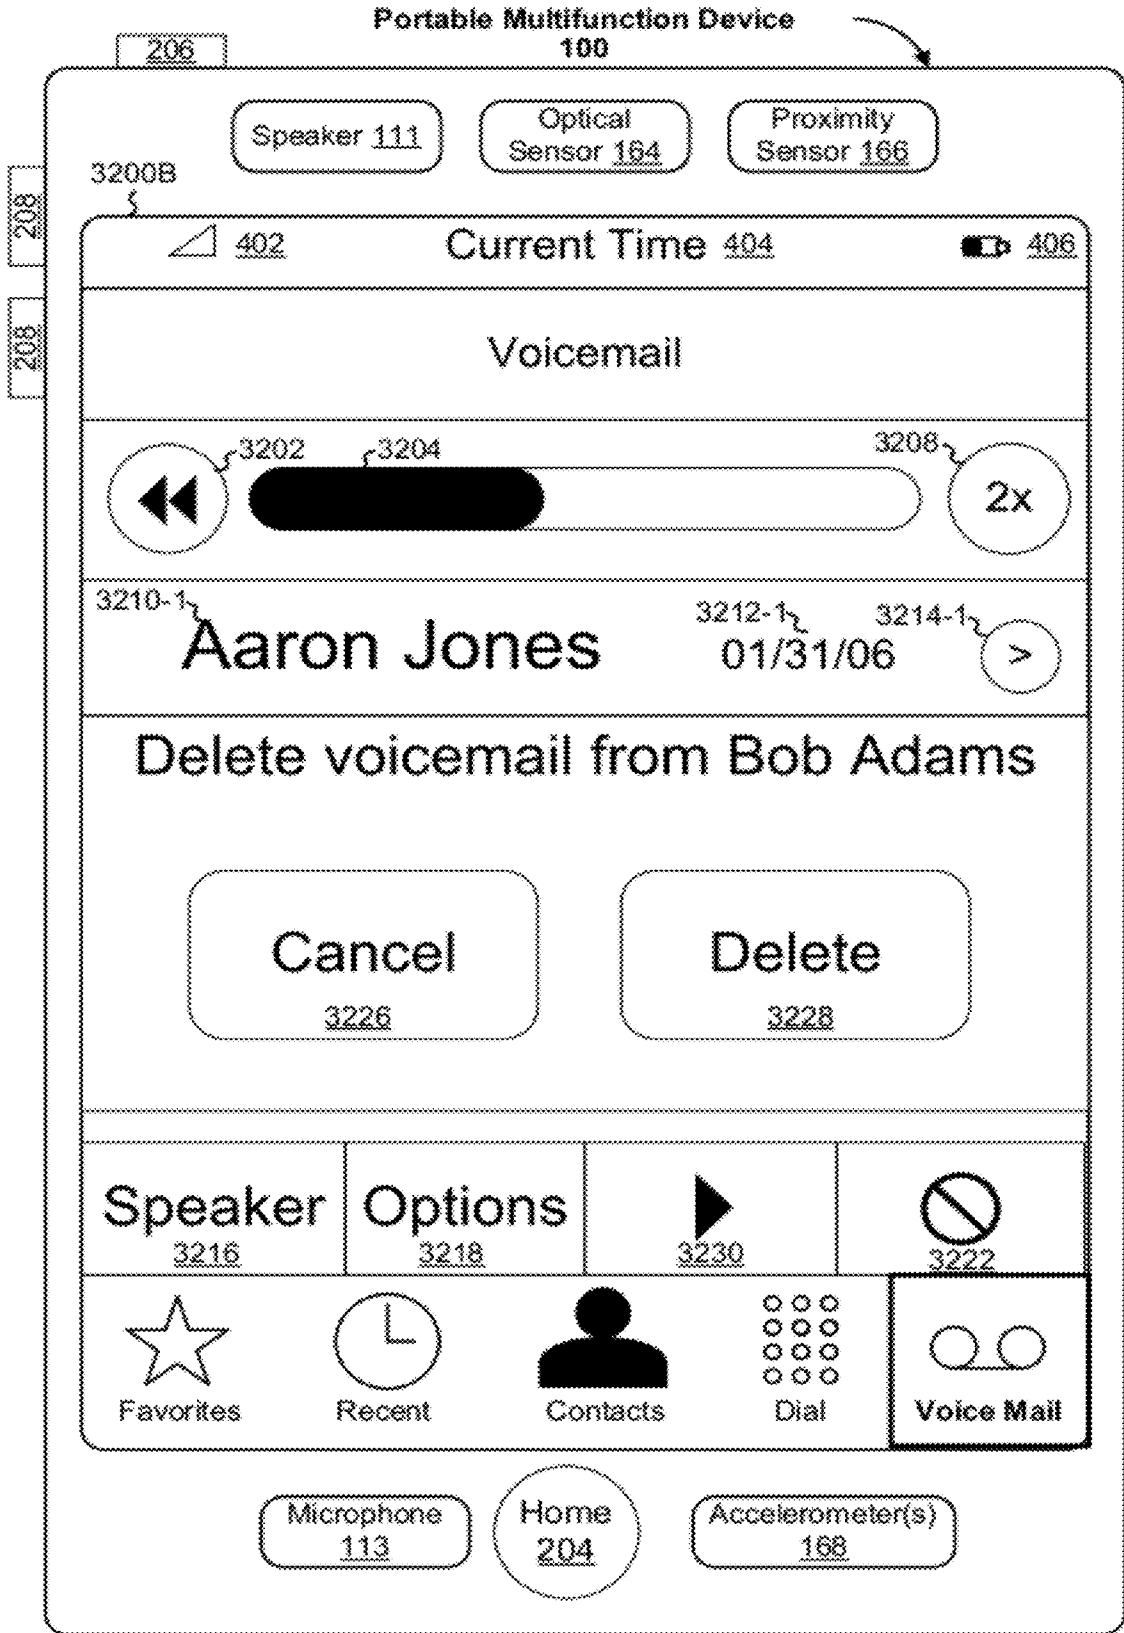 Portable Multifunction Device
100
206
Speaker 111
Optical
Sensor 164
Proximity
Sensor 166
3200B
208
208
402
Current Time 404
406
Voicemail
3202
3204
3208
2x
3210-1
Aaron Jones
3212-1
01/31/06
3214-1
>
Delete voicemail from Bob Adams
Cancel
3226
Delete
3228
Speaker
3216
Options
3218
3230
3222
Favorites
Recent
Contacts
Dial
Voice Mail
Microphone
113
Home
204
Accelerometer(s)
168